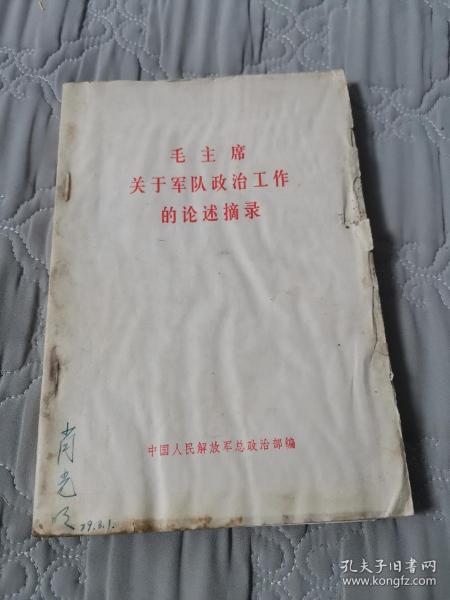 毛主席
关于军队政治工作
的论述摘录
中国人民解放军总政治部编
肖光
79.3.1.
孔夫子旧书网
www.kongfz.com